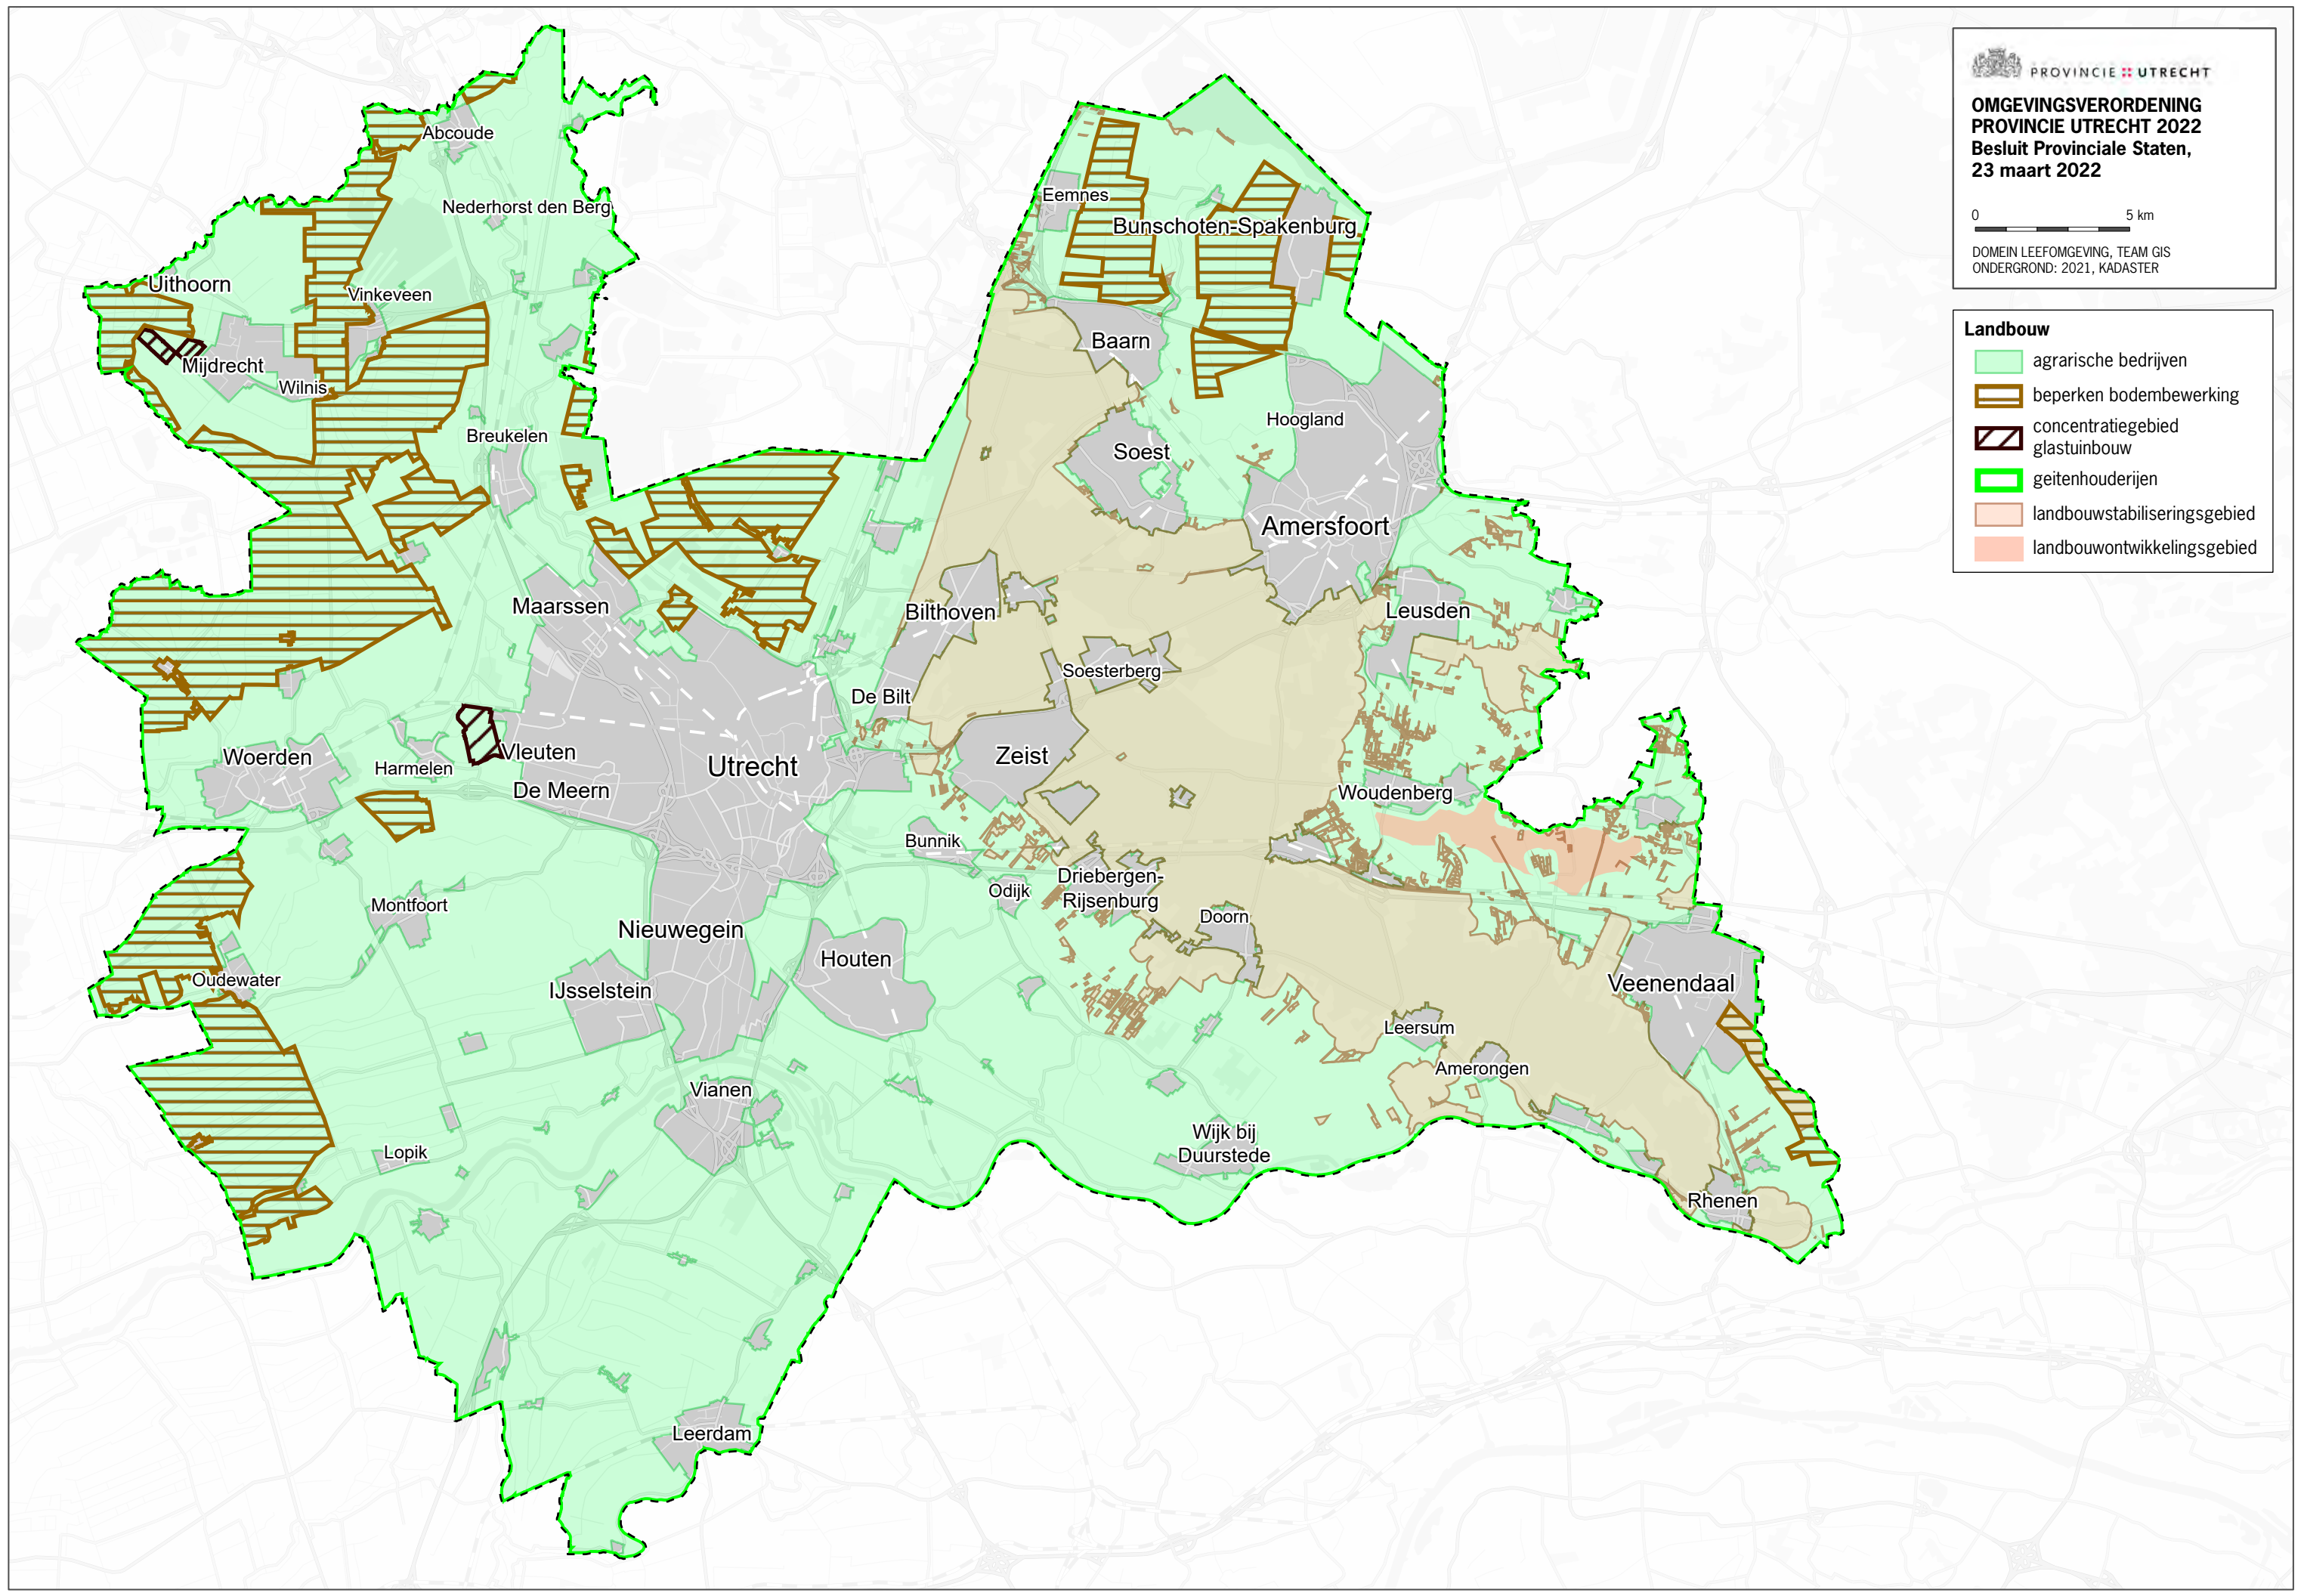 PROVINCIE UTRECHT
OMGEVINGSVERORDENING
PROVINCIE UTRECHT 2022
Besluit Provinciale Staten,
23 maart 2022
0 5 km
DOMEIN LEEFOMGEVING, TEAM GIS
ONDERGROND: 2021, KADASTER
Landbouw
agrarische bedrijven
beperken bodembewerking
concentratiegebied
glastuinbouw
geitenhouderijen
landbouwstabiliseringsgebied
landbouwontwikkelingsgebied
Abcoude
Eemnes
Nederhorst den Berg
Bunschoten-Spakenburg
Uithoorn
Vinkeveen
Baarn
Mijdrecht
Wilnis
Hoogland
Breukelen
Soest
Amersfoort
Maarssen
Bilthoven
Leusden
Soesterberg
De Bilt
Vleuten
Woerden
Zeist
Harmelen
Utrecht
De Meern
Woudenberg
Bunnik
Driebergen-
Rijsenburg
Odijk
Montfoort
Doorn
Nieuwegein
Houten
Oudewater
Veenendaal
IJsselstein
Leersum
Amerongen
Vianen
Wijk bij
Duurstede
Lopik
Rhenen
Leerdam